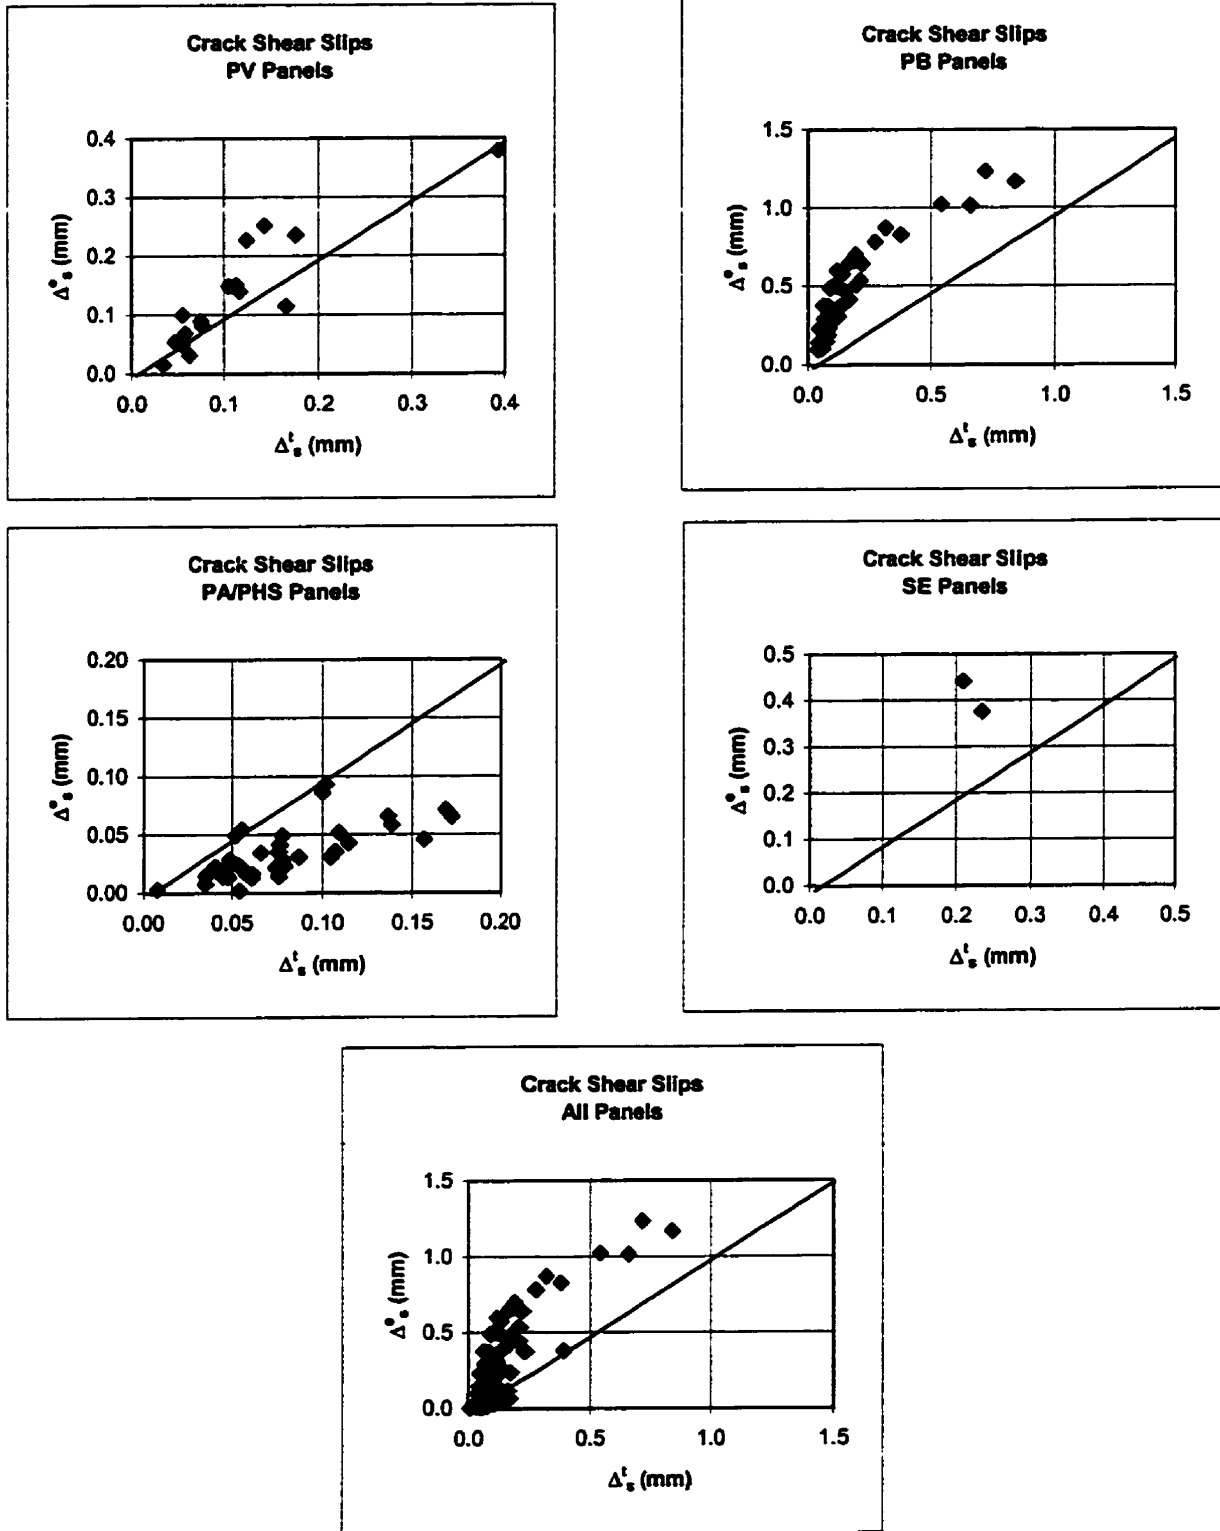 Crack Shear Slips
PV Panels
0.4
0.3
0.2
0.1
0.0
0.0 0.1 0.2 0.3 0.4
Δᵉₛ (mm)
Δᵗₛ (mm)
Crack Shear Slips
PB Panels
1.5
1.0
0.5
0.0
0.0 0.5 1.0 1.5
Δᵉₛ (mm)
Δᵗₛ (mm)
Crack Shear Slips
PA/PHS Panels
0.20
0.15
0.10
0.05
0.00
0.00 0.05 0.10 0.15 0.20
Δᵉₛ (mm)
Δᵗₛ (mm)
Crack Shear Slips
SE Panels
0.5
0.4
0.3
0.2
0.1
0.0
0.0 0.1 0.2 0.3 0.4 0.5
Δᵉₛ (mm)
Δᵗₛ (mm)
Crack Shear Slips
All Panels
1.5
1.0
0.5
0.0
0.0 0.5 1.0 1.5
Δᵉₛ (mm)
Δᵗₛ (mm)